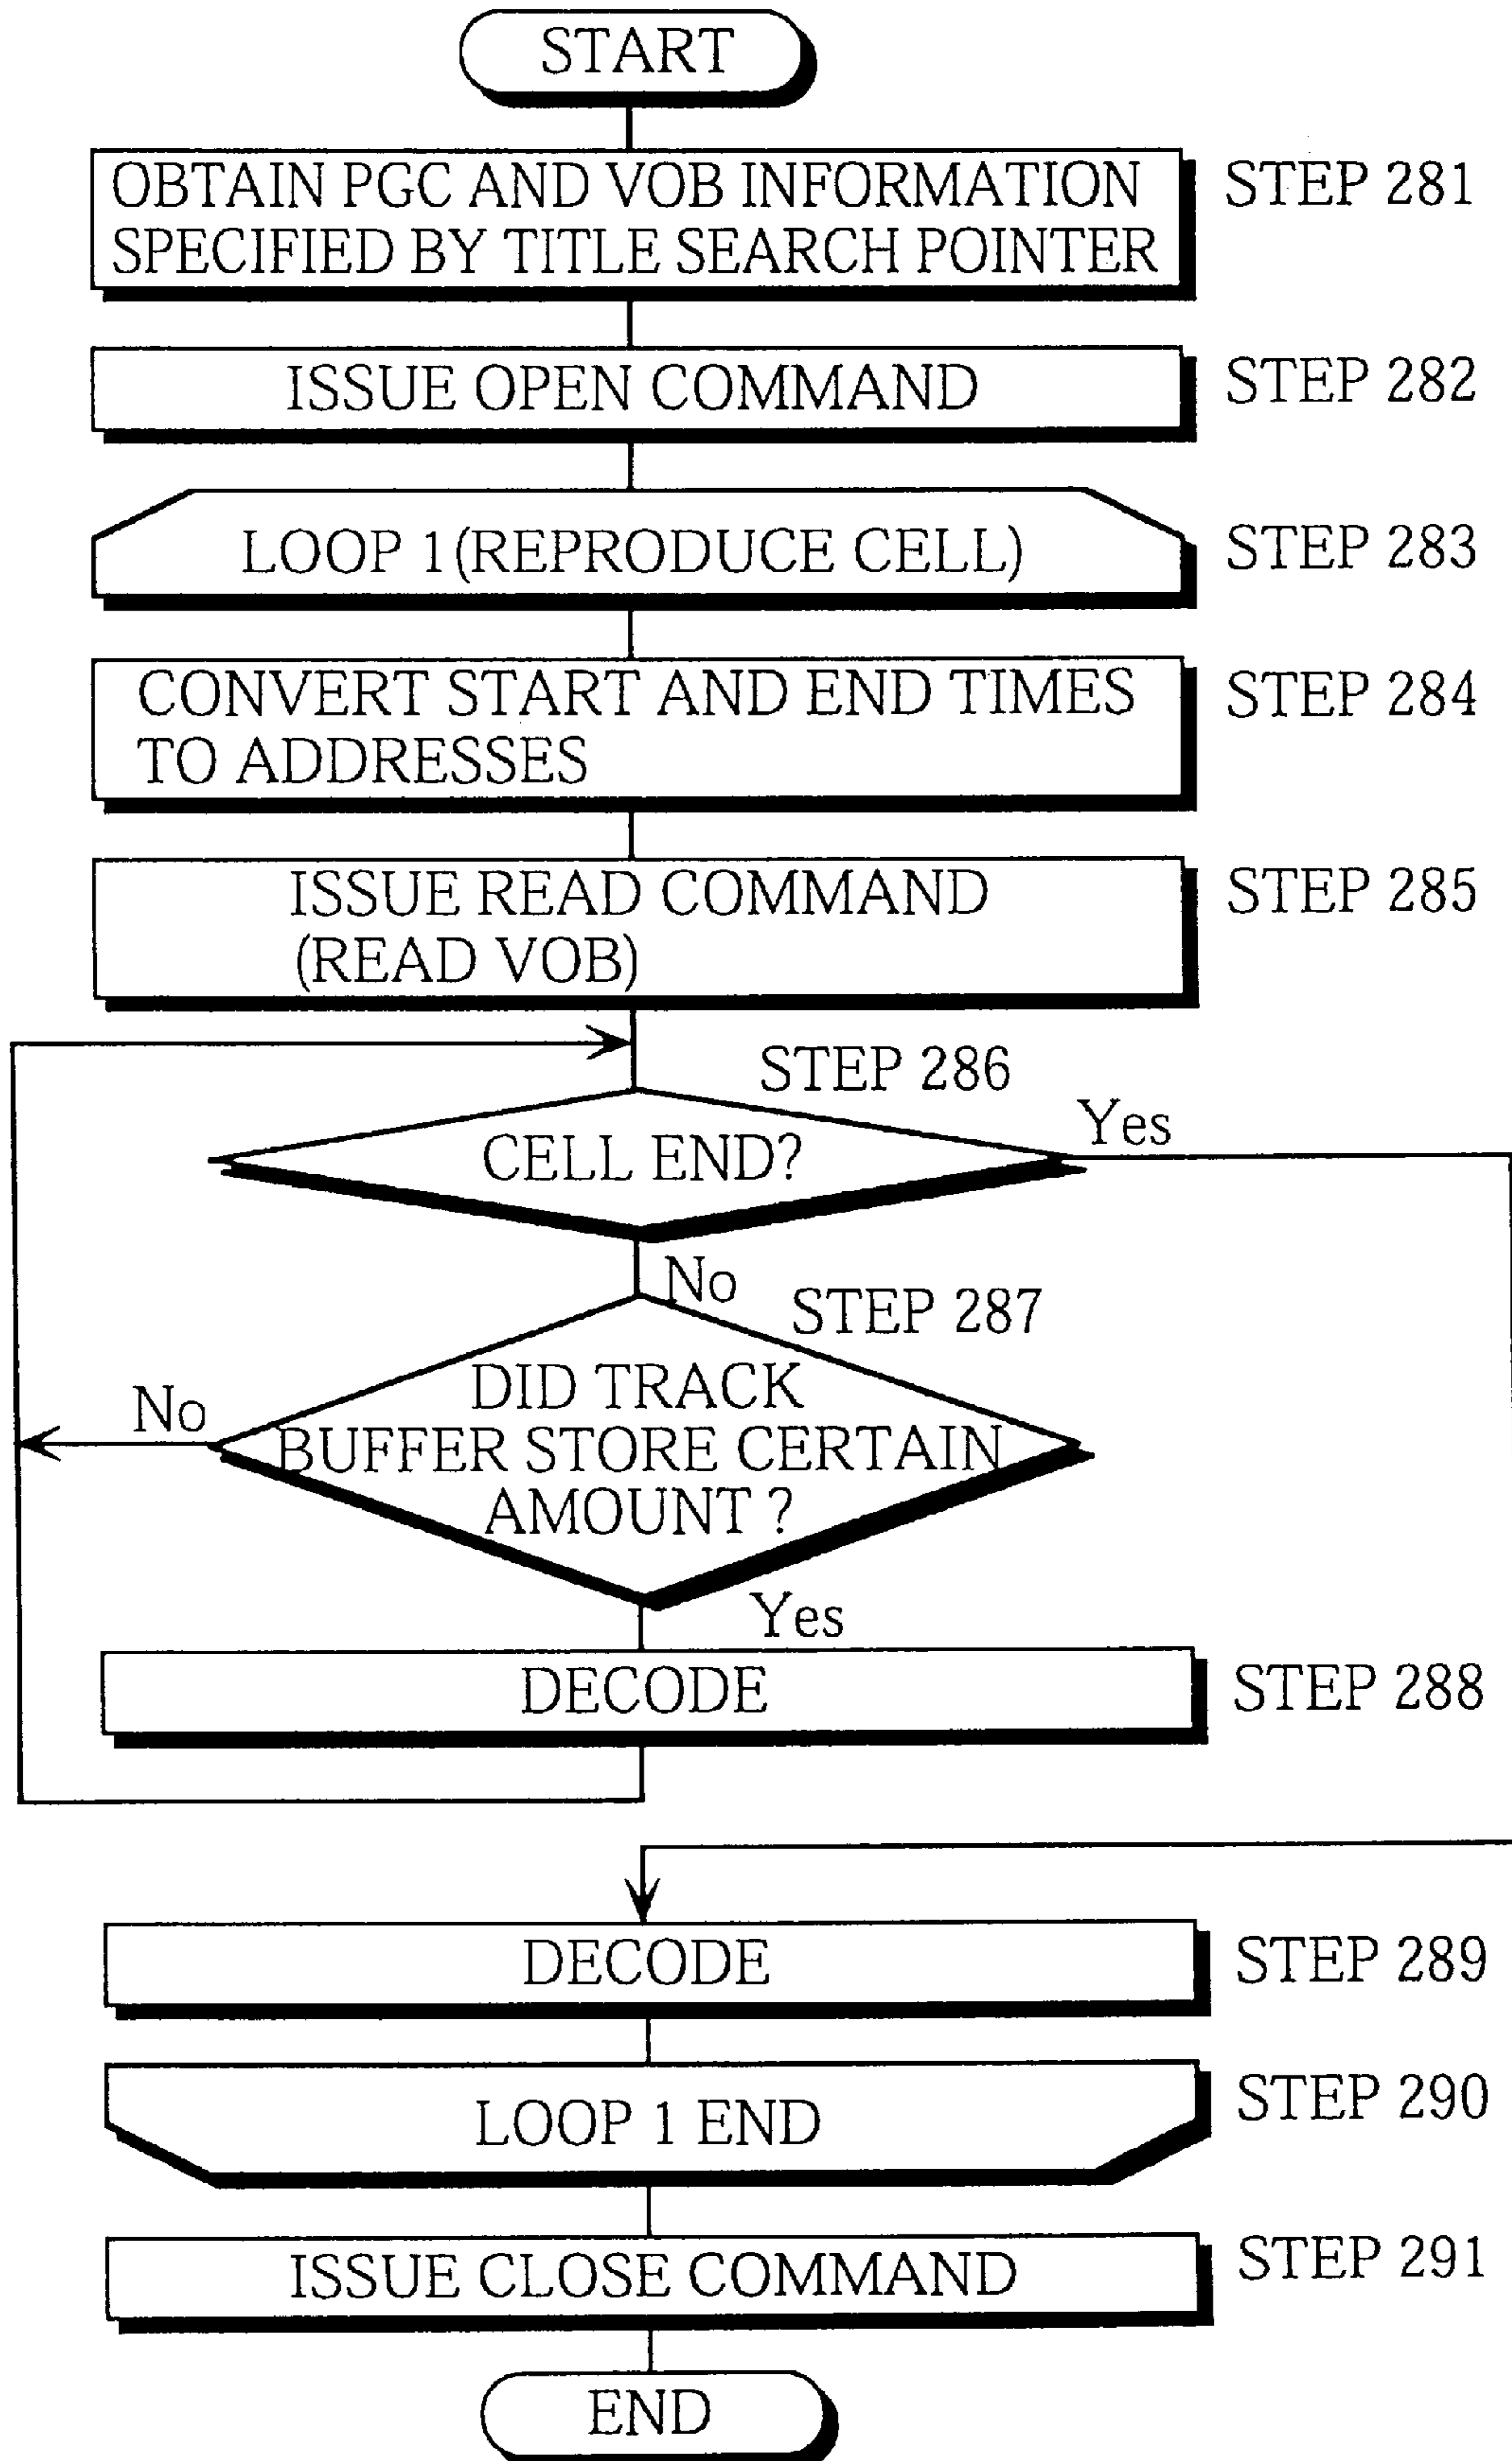 START
OBTAIN PGC AND VOB INFORMATION
SPECIFIED BY TITLE SEARCH POINTER
STEP 281
ISSUE OPEN COMMAND
STEP 282
LOOP 1 (REPRODUCE CELL)
STEP 283
CONVERT START AND END TIMES
TO ADDRESSES
STEP 284
ISSUE READ COMMAND
(READ VOB)
STEP 285
STEP 286
CELL END?
Yes
No
STEP 287
DID TRACK
BUFFER STORE CERTAIN
AMOUNT ?
No
Yes
DECODE
STEP 288
DECODE
STEP 289
LOOP 1 END
STEP 290
ISSUE CLOSE COMMAND
STEP 291
END